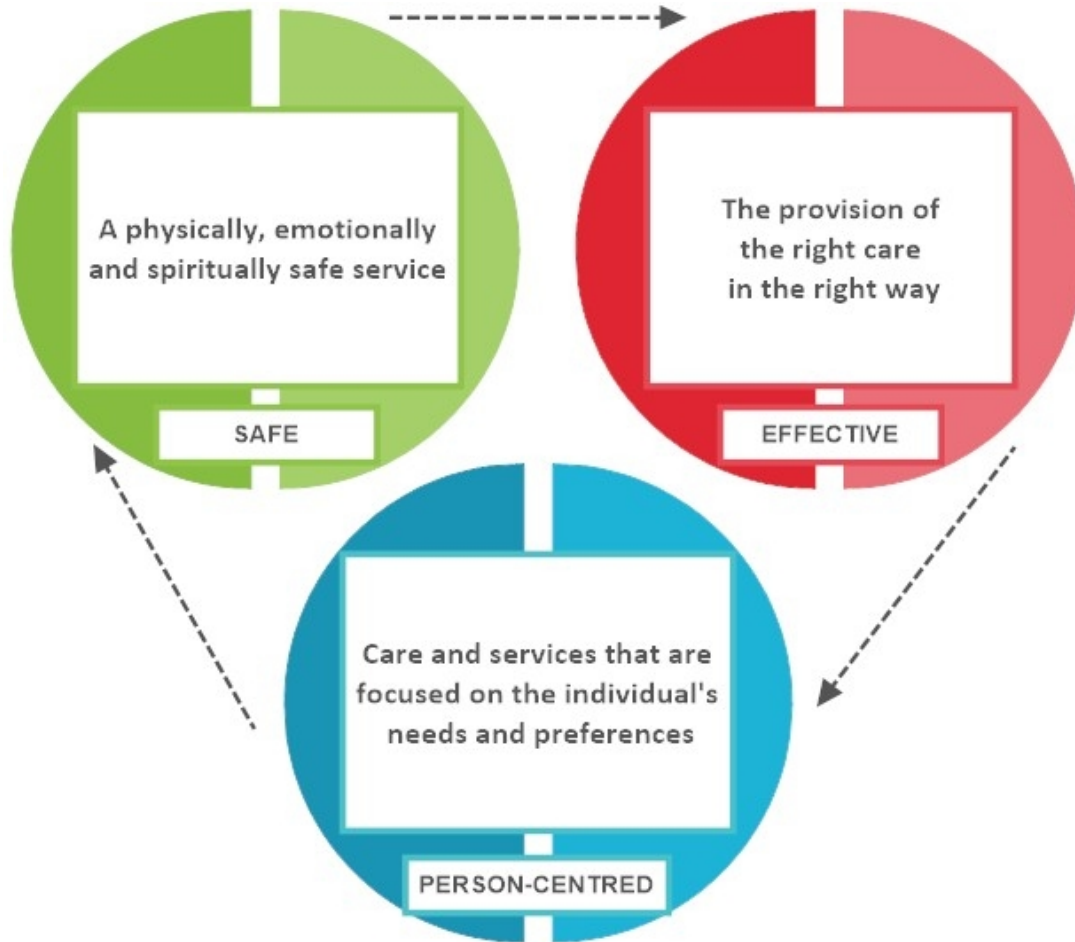 A physically, emotionally
and spiritually safe service
SAFE
The provision of
the right care
in the right way
EFFECTIVE
Care and services that are
focused on the individual's
needs and preferences
PERSON-CENTRED